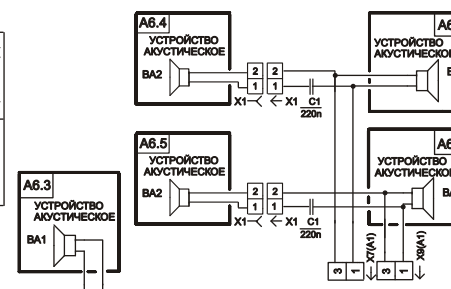 A6.4
УСТРОЙСТВО
АКУСТИЧЕСКОЕ
BA2
2
1
2
1
X1
X1
C1
220n
УСТРОЙСТВО
АКУСТИЧЕСКОЕ
A6.5
УСТРОЙСТВО
АКУСТИЧЕСКОЕ
BA2
2
1
2
1
X1
X1
C1
220n
УСТРОЙСТВО
АКУСТИЧЕСКОЕ
A6.3
УСТРОЙСТВО
АКУСТИЧЕСКОЕ
BA1
3
1
X7(A1)
3
1
X9(A1)